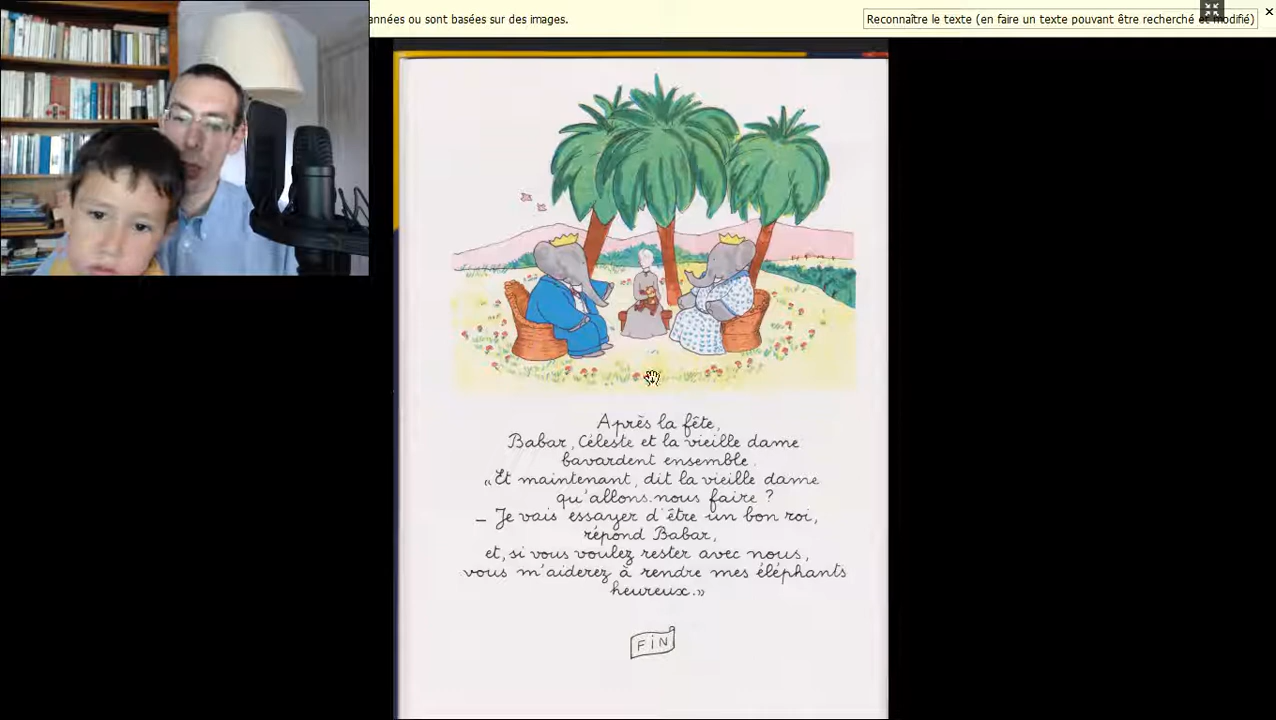 années ou sont basées sur des images.
Reconnaître le texte (en faire un texte pouvant être recherché et modifié)
Après la fête,
Babar, Céleste et la vieille dame
bavardent ensemble.
«Et maintenant, dit la vieille dame
qu'allons-nous faire ?
– Je vais essayer d'être un bon roi,
répond Babar,
et, si vous voulez rester avec nous,
vous m'aiderez à rendre mes éléphants
heureux.»
FiN